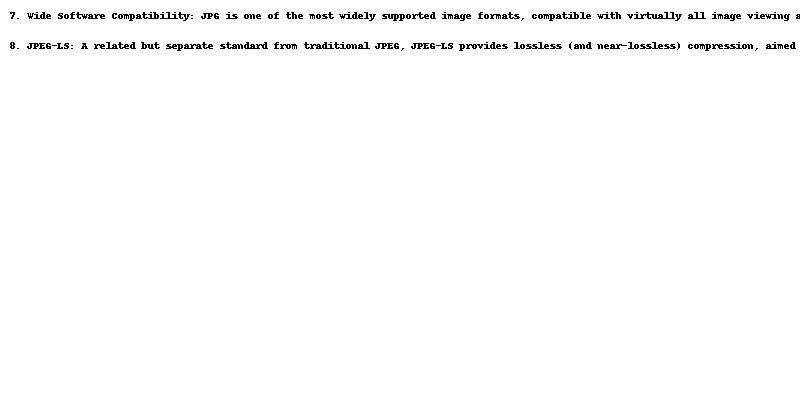 7. Wide Software Compatibility: JPG is one of the most widely supported image formats, compatible with virtually all image viewing a
8. JPEG-LS: A related but separate standard from traditional JPEG, JPEG-LS provides lossless (and near-lossless) compression, aimed